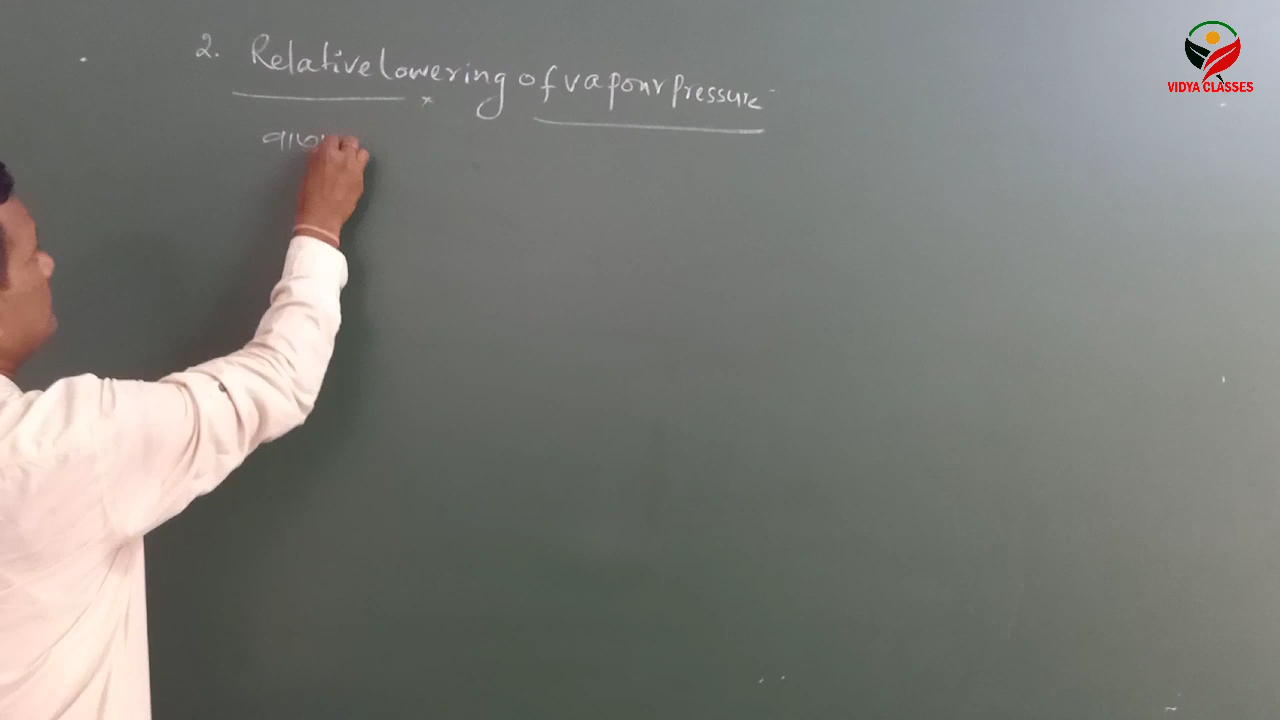 2. Relative lowering of vapour pressure
VIDYA CLASSES